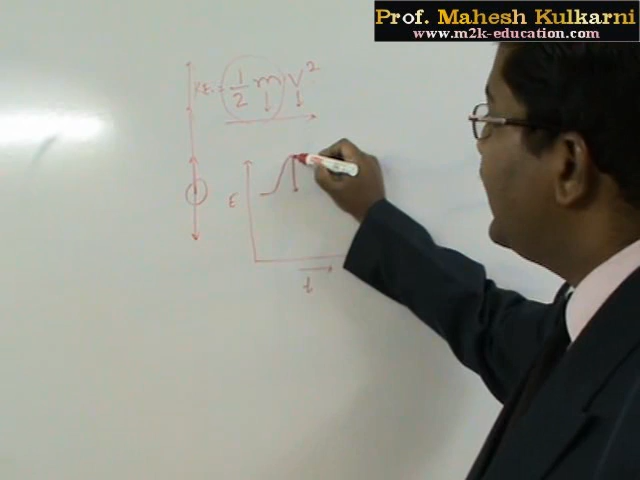 Prof. Mahesh Kulkarni
www.m2k-education.com
K.E. = 1/2 m v²
E
t